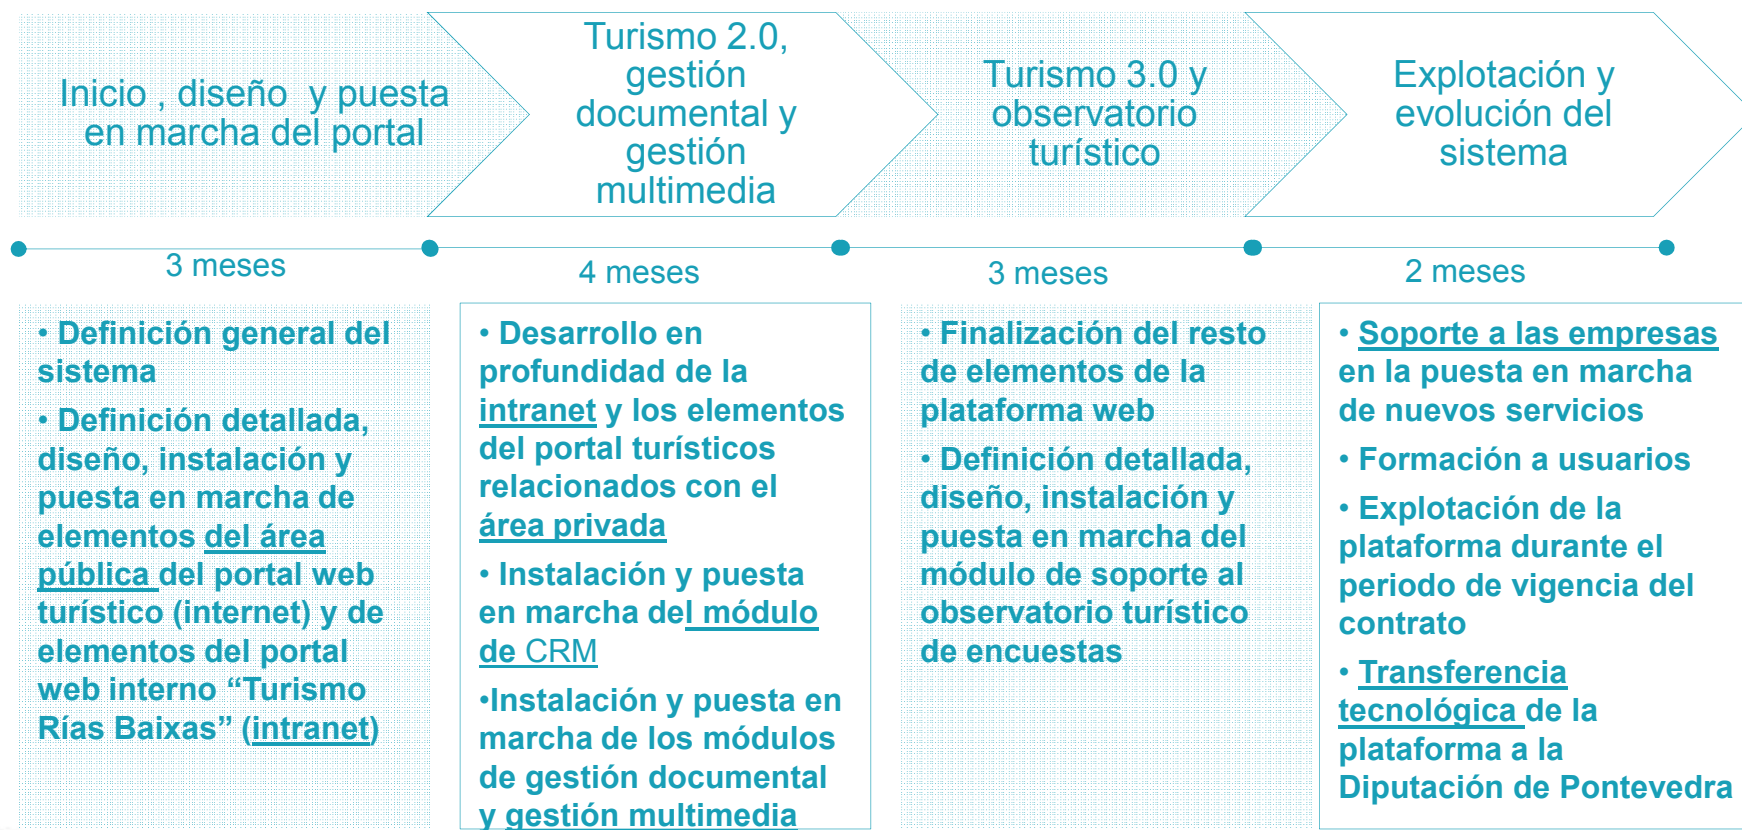 Inicio , diseño y puesta
en marcha del portal
Turismo 2.0,
gestión
documental y
gestión
multimedia
Turismo 3.0 y
observatorio
turístico
Explotación y
evolución del
sistema
3 meses
4 meses
3 meses
2 meses
• Definición general del
sistema
• Definición detallada,
diseño, instalación y
puesta en marcha de
elementos del área
pública del portal web
turístico (internet) y de
elementos del portal
web interno “Turismo
Rías Baixas” (intranet)
• Desarrollo en
profundidad de la
intranet y los elementos
del portal turísticos
relacionados con el
área privada
• Instalación y puesta
en marcha del módulo
de CRM
•Instalación y puesta en
marcha de los módulos
de gestión documental
y gestión multimedia
• Finalización del resto
de elementos de la
plataforma web
• Definición detallada,
diseño, instalación y
puesta en marcha del
módulo de soporte al
observatorio turístico
de encuestas
• Soporte a las empresas
en la puesta en marcha
de nuevos servicios
• Formación a usuarios
• Explotación de la
plataforma durante el
periodo de vigencia del
contrato
• Transferencia
tecnológica de la
plataforma a la
Diputación de Pontevedra